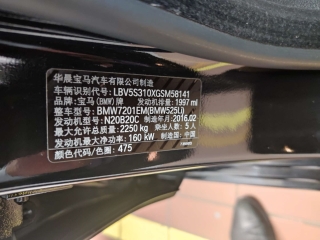 华晨宝马汽车有限公司制造
车辆识别代号: LBV5S310XGSM58141
品牌: 宝马(BMW)牌 发动机排量: 1997 ml
整车型号: BMW7201EM(BMW525Li)
发动机型号: N20B20C 制造年月: 2016.02
最大允许总质量: 2250 kg 乘坐人数: 5 人
发动机最大净功率: 160 kW 制造国: 中国
颜色代码/色圈: 475